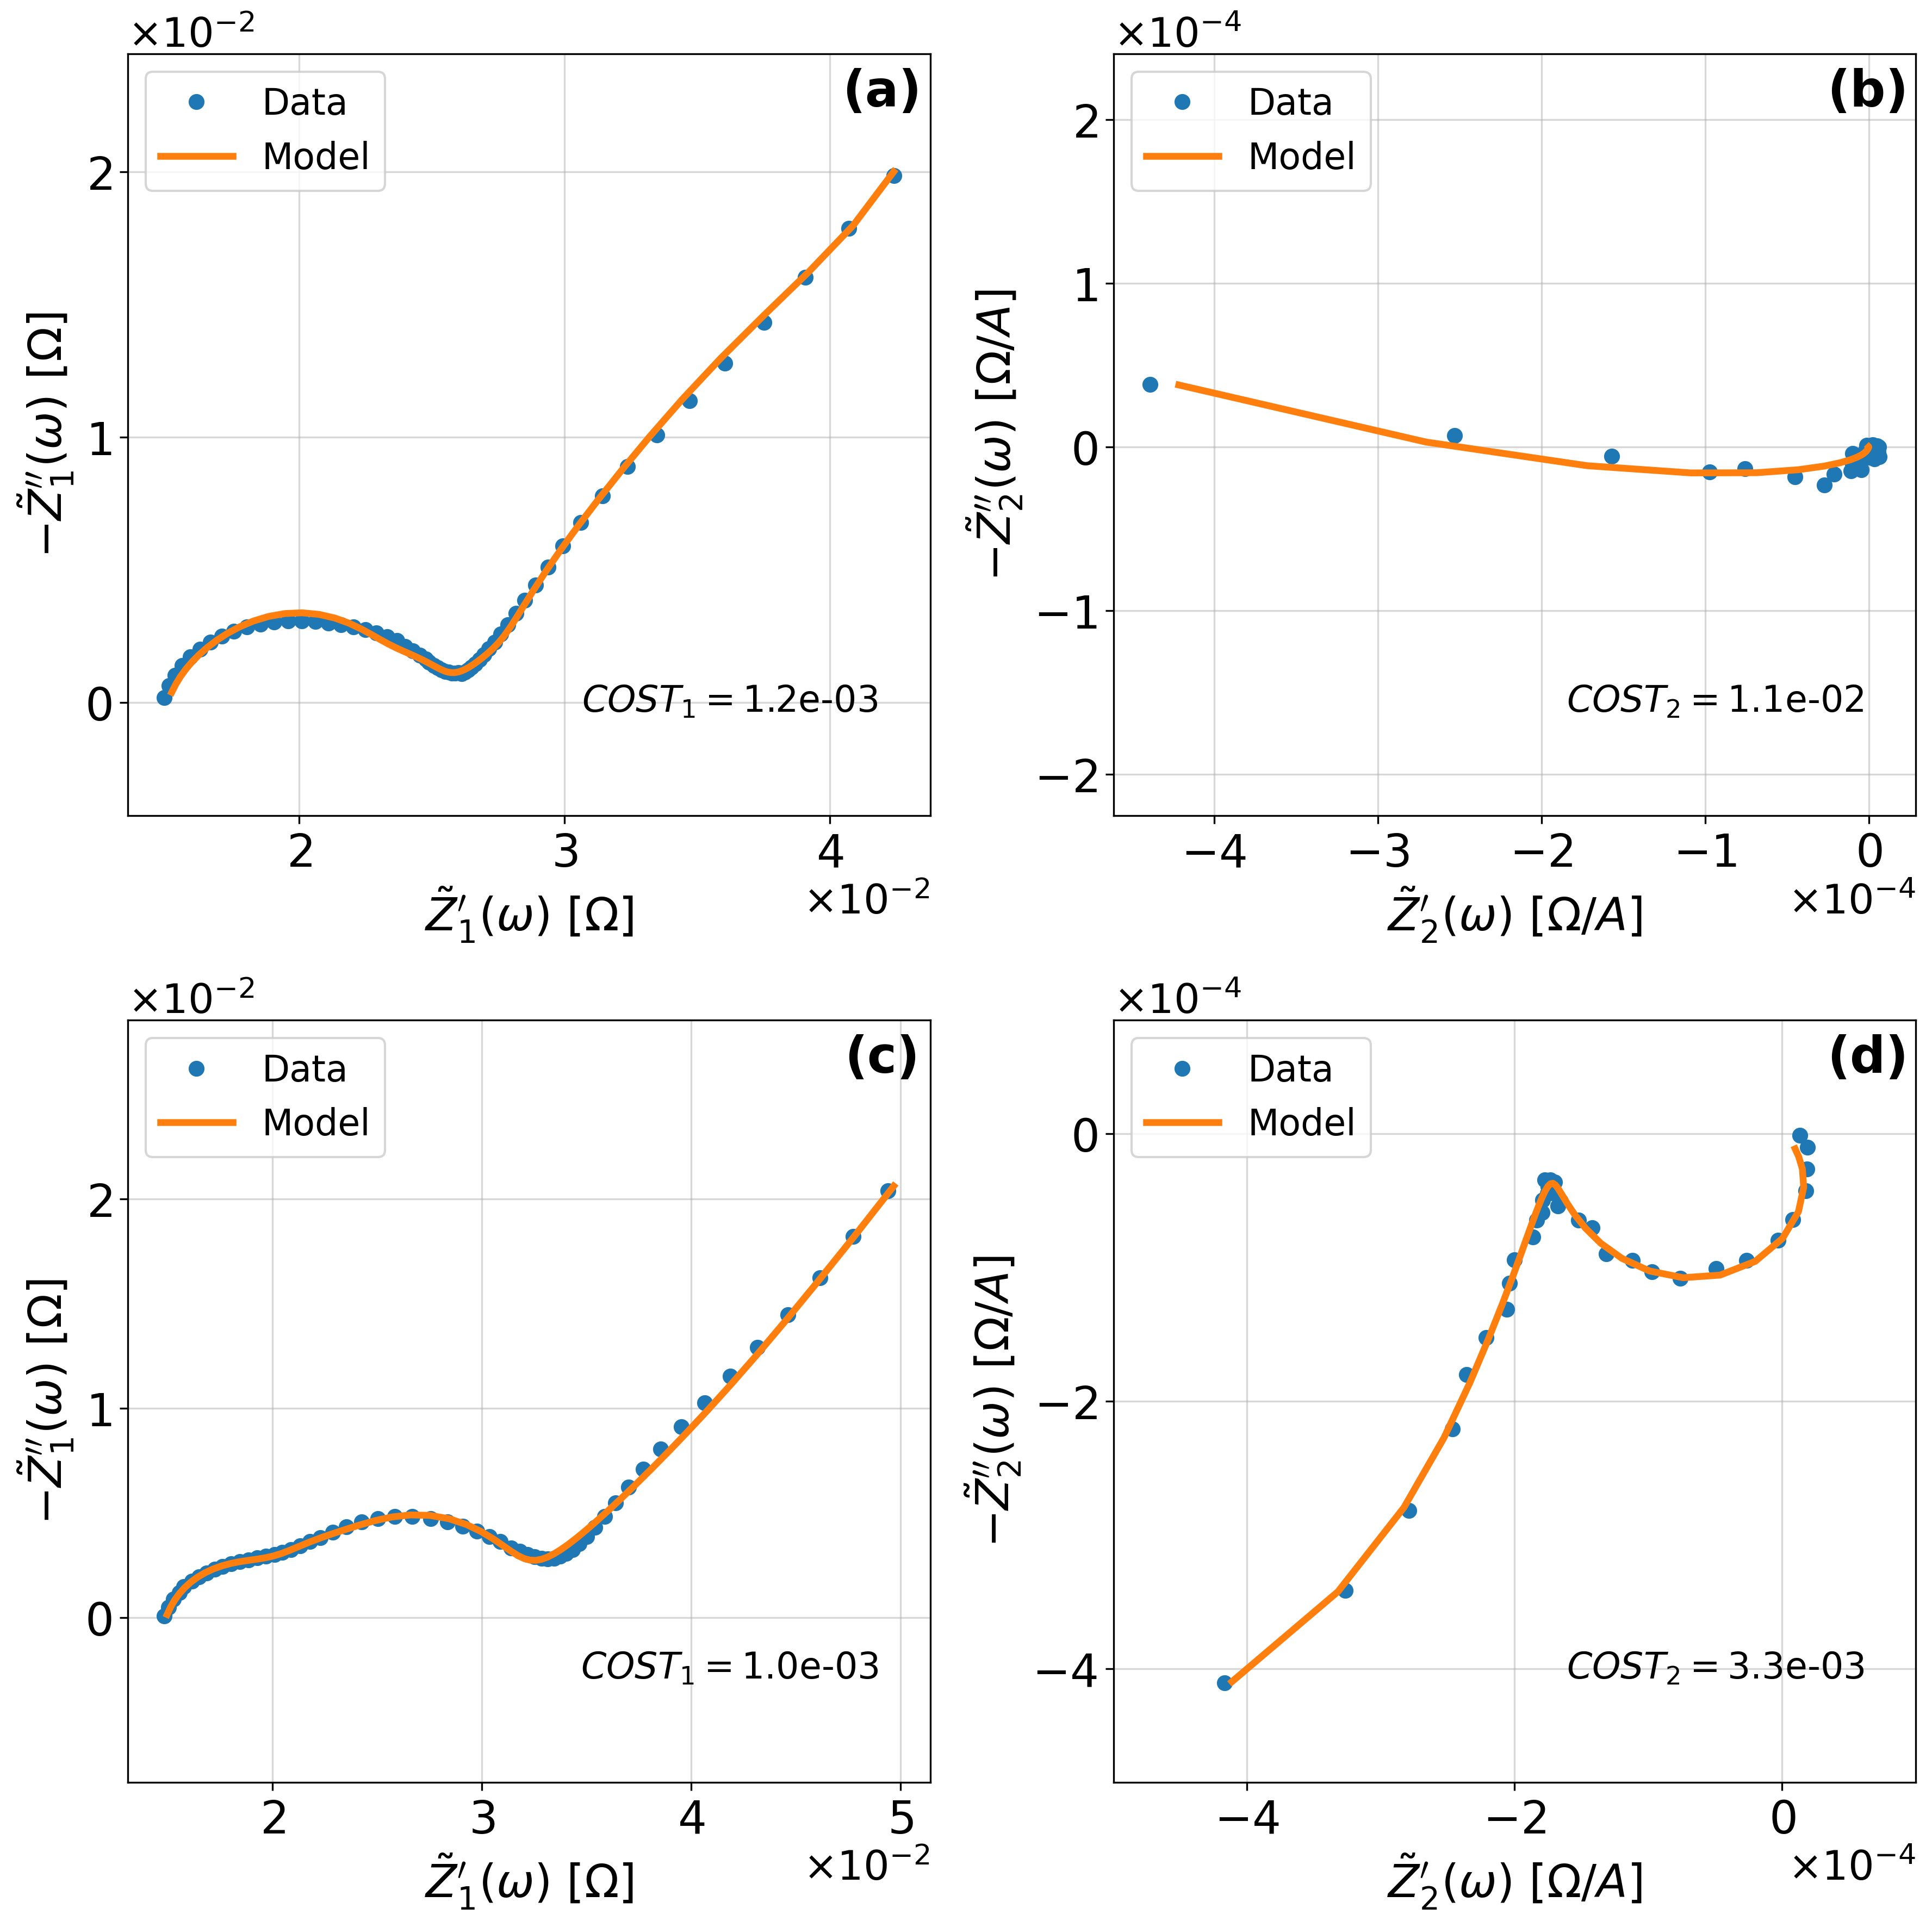 ×10⁻²
(a)
Data
Model
2
1
0
−Z̃₁″(ω) [Ω]
COST₁ = 1.2e-03
2 3 4
×10⁻²
Z̃₁′(ω) [Ω]
×10⁻⁴
(b)
Data
Model
2
1
0
−1
−2
−Z̃₂″(ω) [Ω/A]
COST₂ = 1.1e-02
−4 −3 −2 −1 0
×10⁻⁴
Z̃₂′(ω) [Ω/A]
×10⁻²
(c)
Data
Model
2
1
0
−Z̃₁″(ω) [Ω]
COST₁ = 1.0e-03
2 3 4 5
×10⁻²
Z̃₁′(ω) [Ω]
×10⁻⁴
(d)
Data
Model
0
−2
−4
−Z̃₂″(ω) [Ω/A]
COST₂ = 3.3e-03
−4 −2 0
×10⁻⁴
Z̃₂′(ω) [Ω/A]